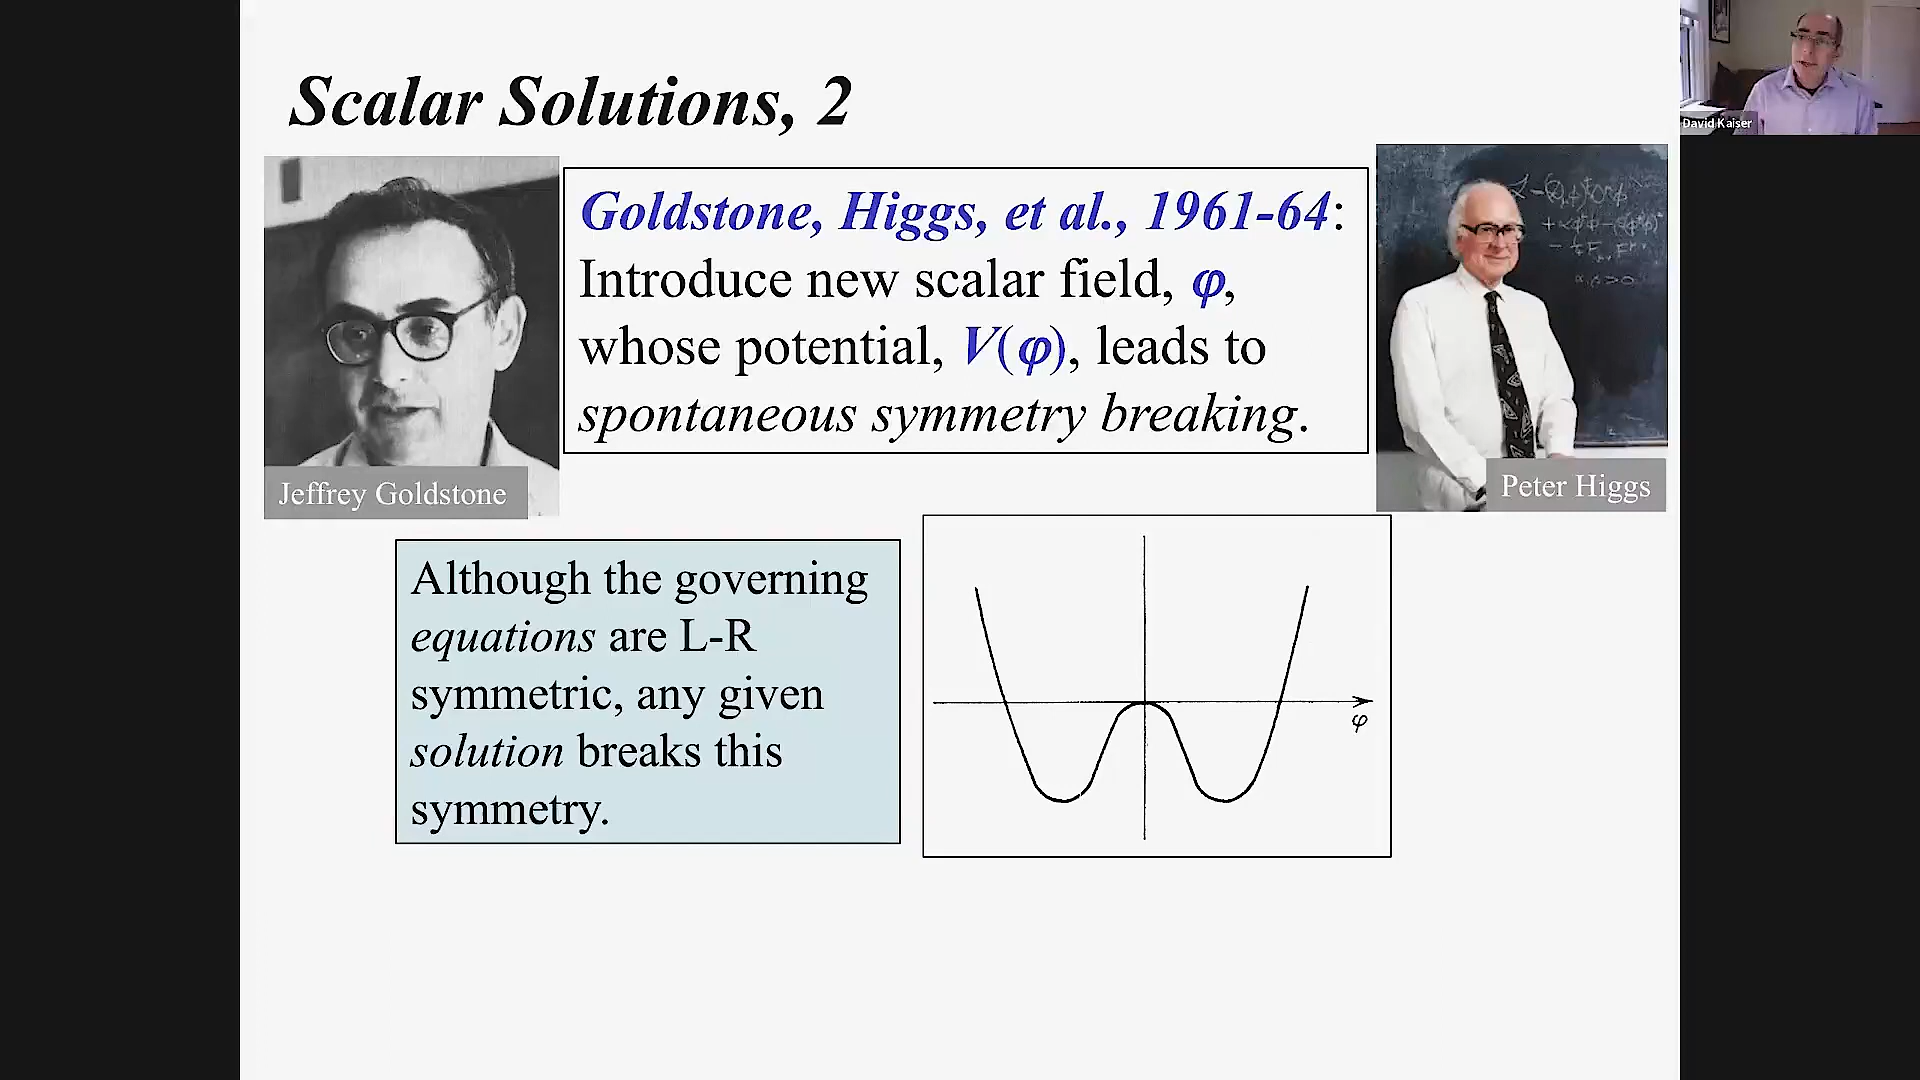 Scalar Solutions, 2
David Kaiser
Goldstone, Higgs, et al., 1961-64:
Introduce new scalar field, φ,
whose potential, V(φ), leads to
spontaneous symmetry breaking.
Jeffrey Goldstone
Peter Higgs
Although the governing
equations are L-R
symmetric, any given
solution breaks this
symmetry.
φ